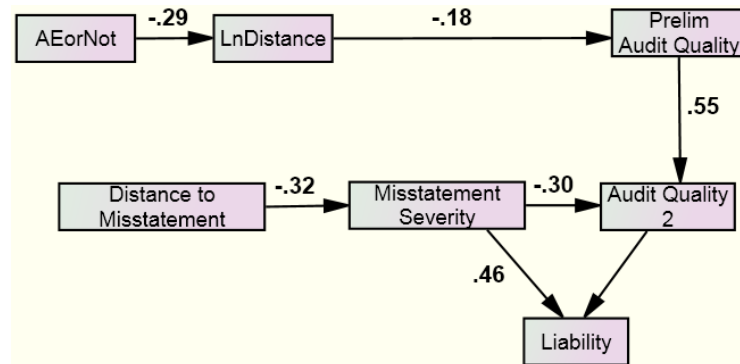 -.29
-.18
AEorNot
LnDistance
Prelim
Audit Quality
.55
-.32
-.30
Distance to
Misstatement
Misstatement
Severity
Audit Quality
2
.46
Liability